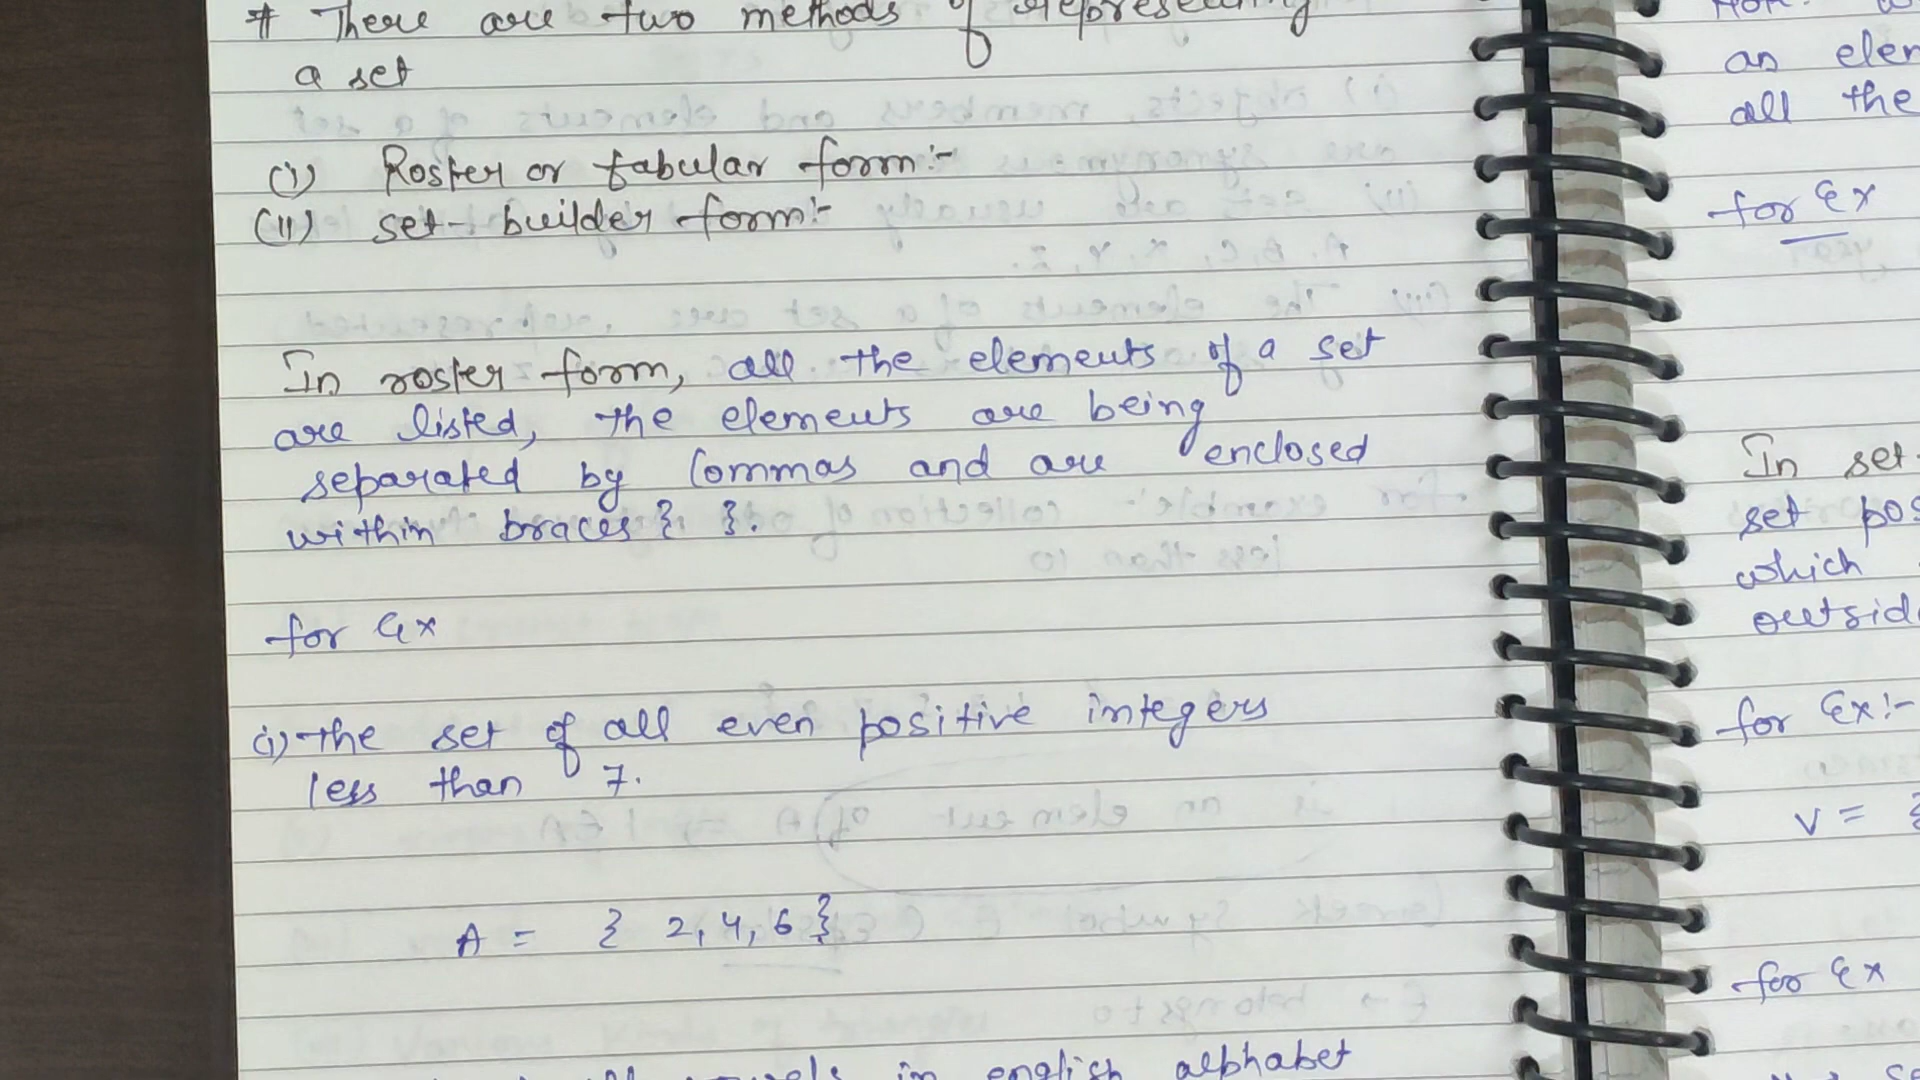 # There are two methods of representing
a set
(i) Roster or tabular form:-
(ii) set-builder form:-
In roster form, all the elements of a set
are listed, the elements are being
separated by commas and are enclosed
within braces { }.
for Ex
(i) the set of all even positive integers
less than 7.
A = { 2, 4, 6 }
in english alphabet
an
all the
for Ex
In set
set
which
for Ex:-
V = {
for Ex